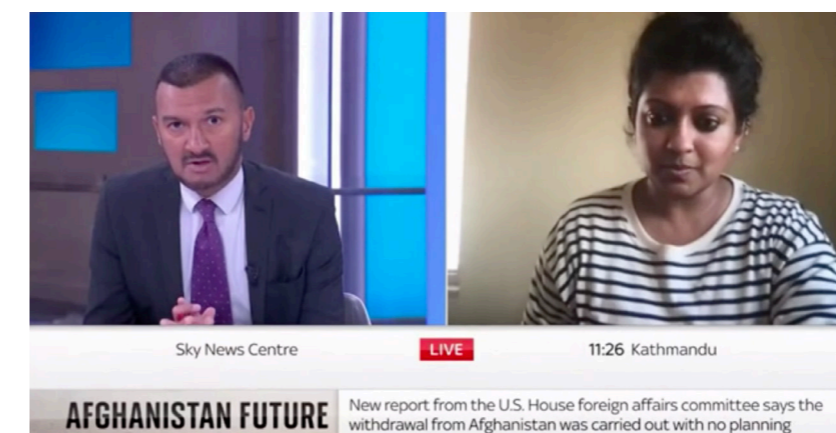 Sky News Centre
LIVE
11:26 Kathmandu
AFGHANISTAN FUTURE
New report from the U.S. House foreign affairs committee says the
withdrawal from Afghanistan was carried out with no planning